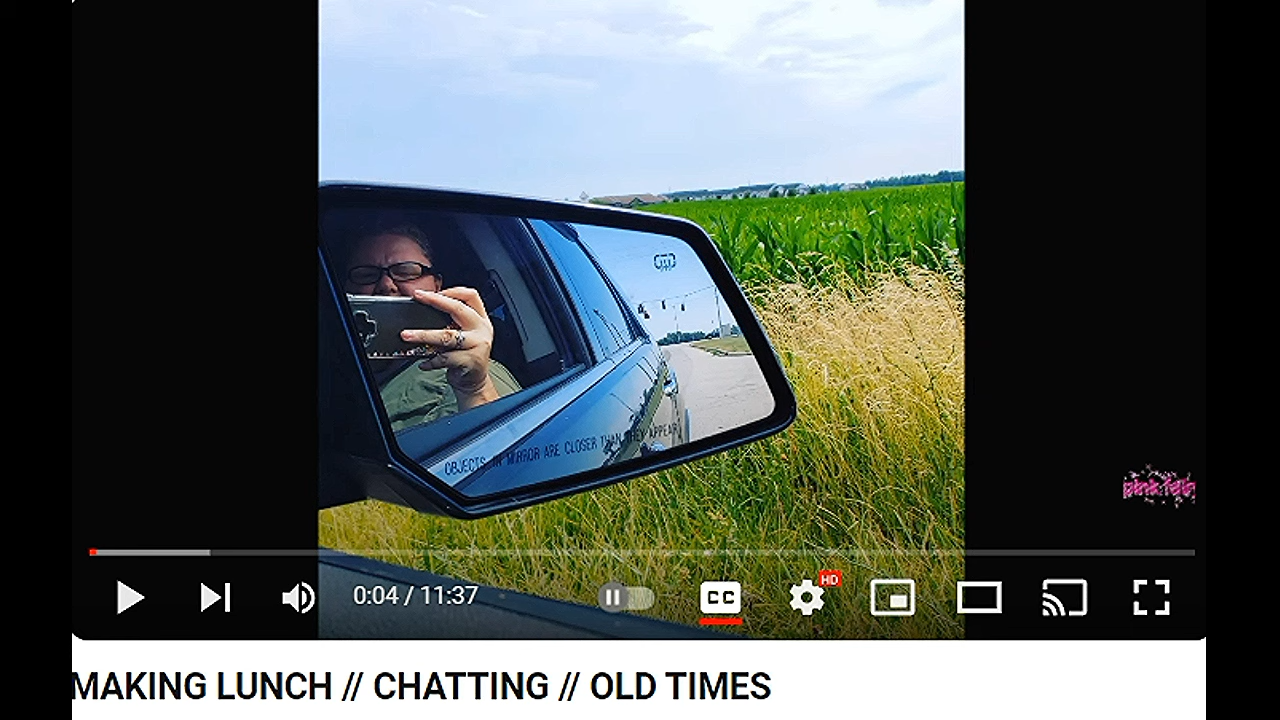 OBJECTS IN MIRROR ARE CLOSER THAN THEY APPEAR
HD
0:04 / 11:37
CC
MAKING LUNCH // CHATTING // OLD TIMES